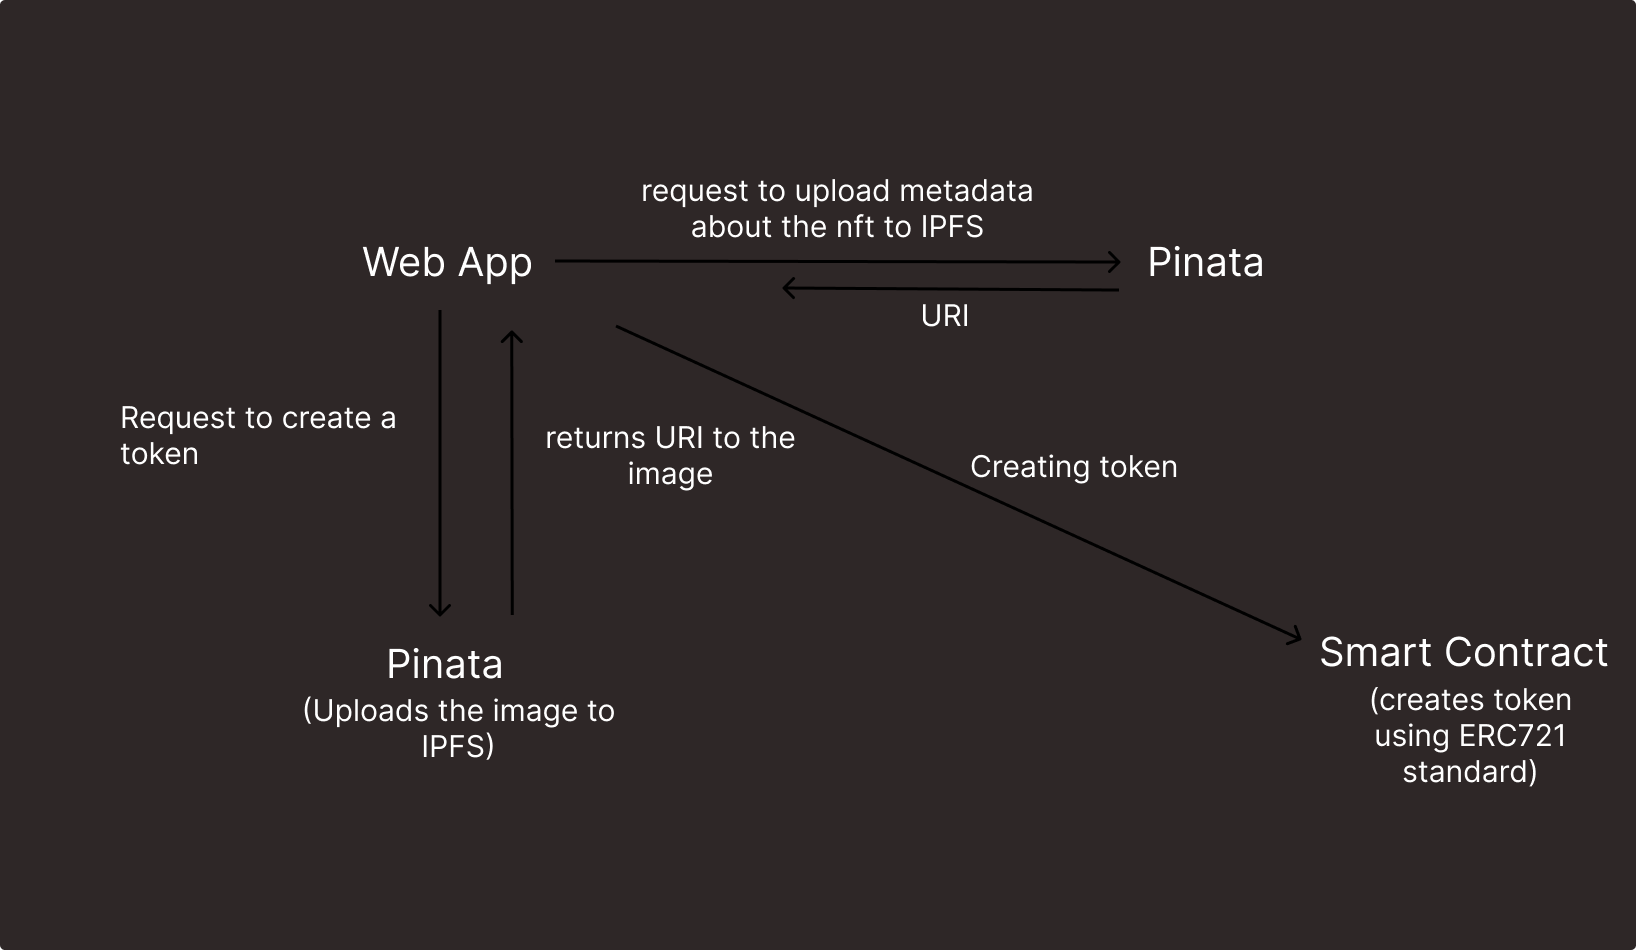 request to upload metadata
about the nft to IPFS
Web App
Pinata
URI
Request to create a
token
returns URI to the
image
Creating token
Pinata
(Uploads the image to
IPFS)
Smart Contract
(creates token
using ERC721
standard)